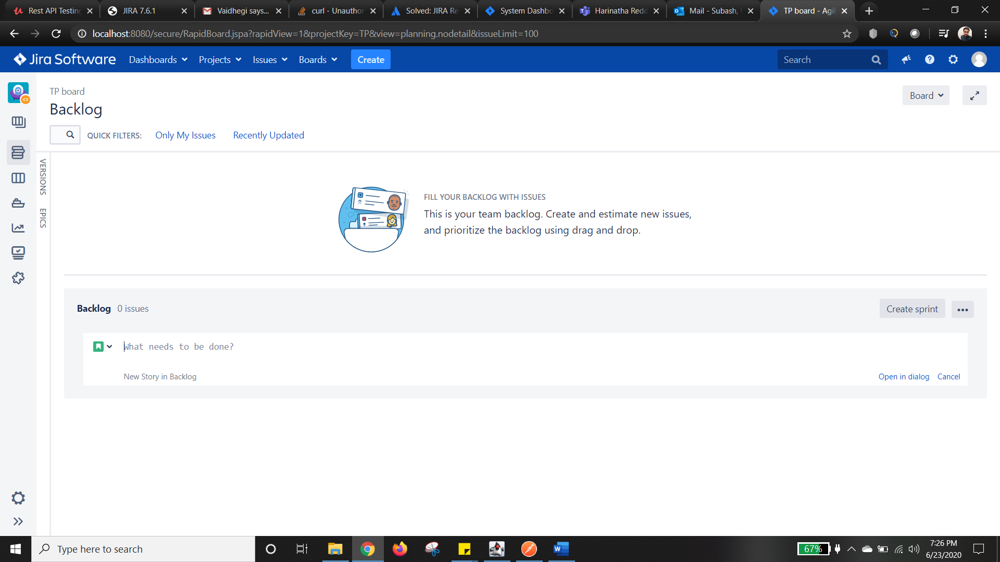 Rest API Testing
JIRA 7.6.1
Vaidhegi says...
curl - Unauthor
Solved: JIRA Re
System Dashbo
Harinatha Redd
Mail - Subash,
TP board - Agil
localhost:8080/secure/RapidBoard.jspa?rapidView=1&projectKey=TP&view=planning.nodetail&issueLimit=100
Jira Software
Dashboards
Projects
Issues
Boards
Create
Search
TP board
Board
Backlog
QUICK FILTERS:
Only My Issues
Recently Updated
VERSIONS
EPICS
FILL YOUR BACKLOG WITH ISSUES
This is your team backlog. Create and estimate new issues,
and prioritize the backlog using drag and drop.
Backlog 0 issues
Create sprint
What needs to be done?
New Story in Backlog
Open in dialog
Cancel
Type here to search
67%
7:26 PM
6/23/2020